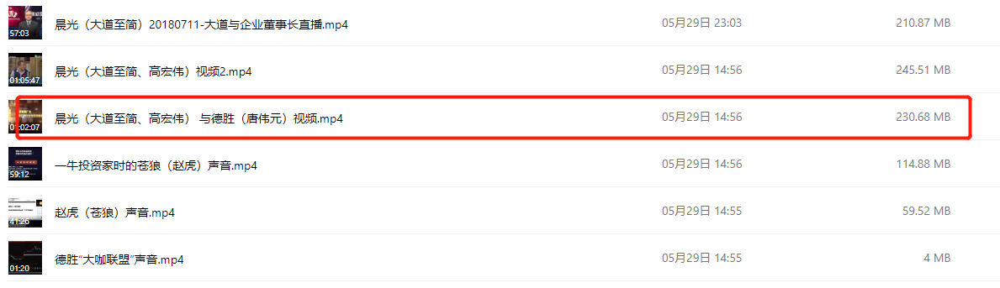 57:03
晨光（大道至简）20180711-大道与企业董事长直播.mp4 05月29日 23:03 210.87 MB
01:05:47
晨光（大道至简、高宏伟）视频2.mp4 05月29日 14:56 245.51 MB
01:02:07
晨光（大道至简、高宏伟） 与德胜（唐伟元）视频.mp4 05月29日 14:56 230.68 MB
59:12
一牛投资家时的苍狼（赵虎）声音.mp4 05月29日 14:56 114.88 MB
41:26
赵虎（苍狼）声音.mp4 05月29日 14:55 59.52 MB
01:20
德胜“大咖联盟”声音.mp4 05月29日 14:55 4 MB